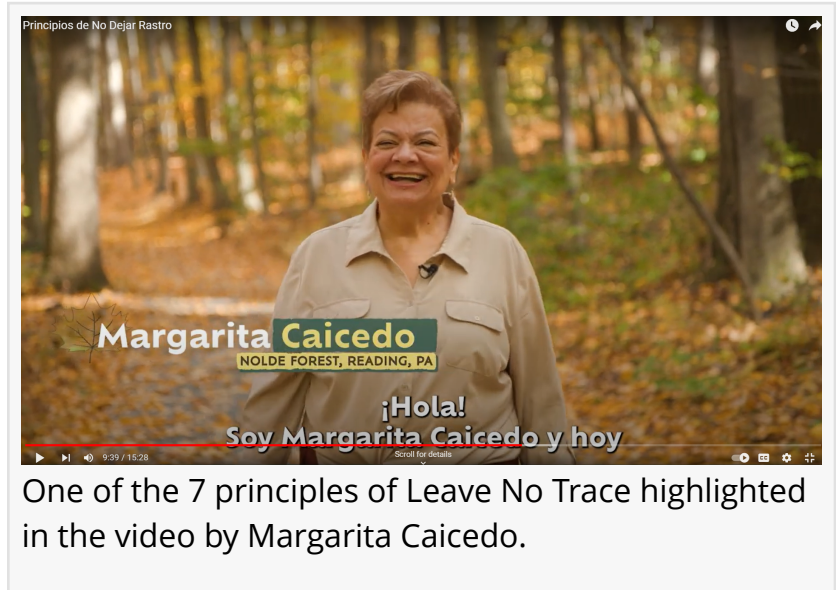 Principios de No Dejar Rastro
Margarita Caicedo
NOLDE FOREST, READING, PA
¡Hola!
Soy Margarita Caicedo y hoy
9:39 / 15:28
Scroll for details
CC
One of the 7 principles of Leave No Trace highlighted
in the video by Margarita Caicedo.